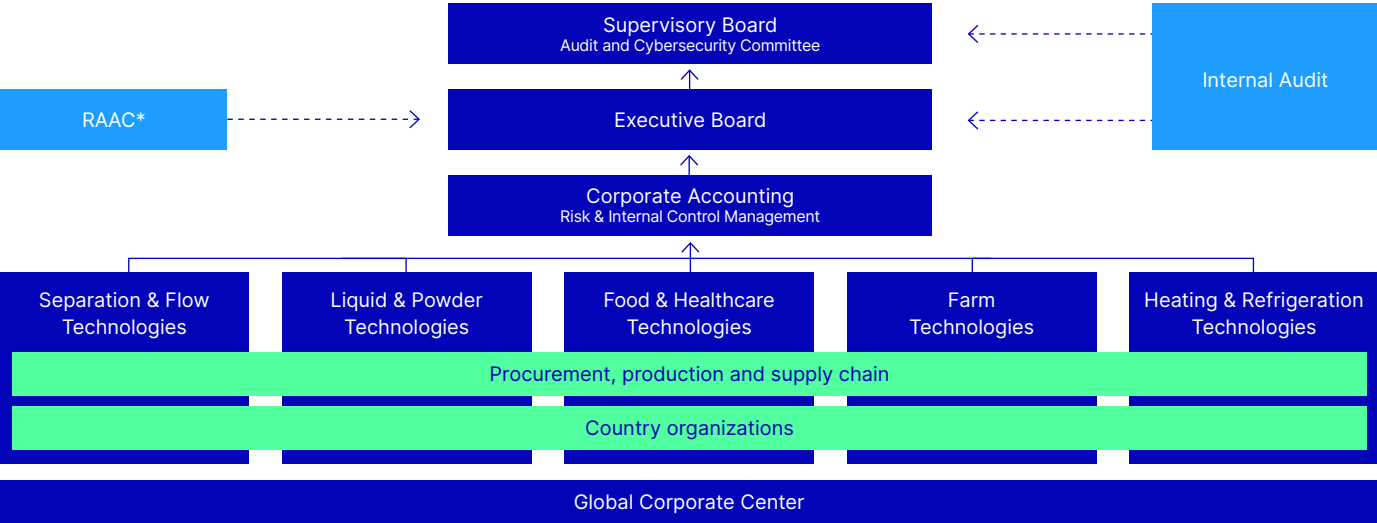 Supervisory Board
Audit and Cybersecurity Committee
Internal Audit
RAAC*
Executive Board
Corporate Accounting
Risk & Internal Control Management
Separation & Flow
Technologies
Liquid & Powder
Technologies
Food & Healthcare
Technologies
Farm
Technologies
Heating & Refrigeration
Technologies
Procurement, production and supply chain
Country organizations
Global Corporate Center